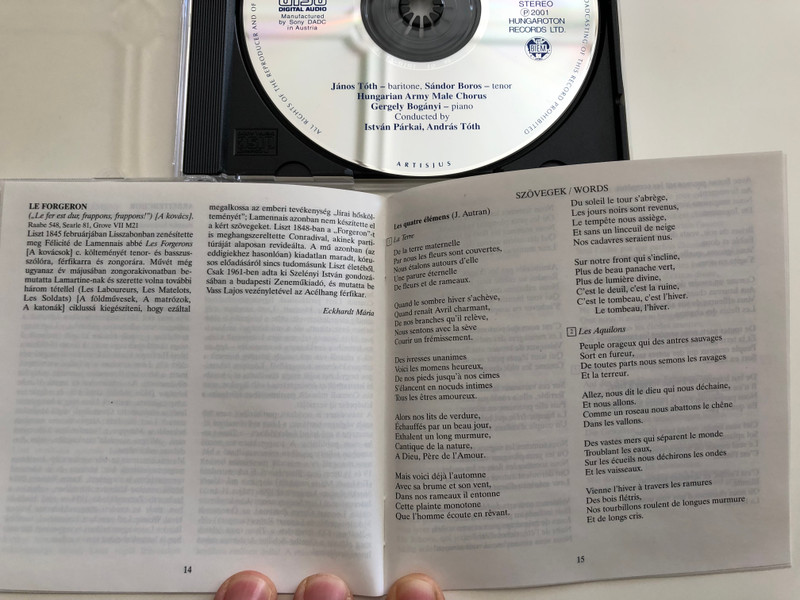 DIGITAL AUDIO
Manufactured
by Sony DADC
in Austria
STEREO
Ⓟ 2001
HUNGAROTON
RECORDS LTD.
BIEM
ALL RIGHTS OF THE REPRODUCER AND OF
BROADCASTING OF THIS RECORD PROHIBITED
János Tóth – baritone, Sándor Boros – tenor
Hungarian Army Male Chorus
Gergely Bogányi – piano
Conducted by
István Párkai, András Tóth
ARTISJUS
LE FORGERON
(„Le fer est dur, frappons, frappons!") [A kovács].
Raabe 548, Searle 81, Grove VII M21
Liszt 1845 februárjában Lisszabonban zenésítette
meg Félicité de Lamennais abbé Les Forgerons
[A kovácsok] c. költeményét tenor- és basszus-
szólóra, férfikarra és zongorára. Művét még
ugyanaz év májusában zongorakivonatban be-
mutatta Lamartine-nak és szerette volna további
három tétellel (Les Laboureurs, Les Matelots,
Les Soldats) [A földművesek, A matrózok,
A katonák] ciklussá kiegészíteni, hogy ezáltal
megalkossa az emberi tevékenység „lírai hőskől-
teményét"; Lamennais azonban nem készítette el
a kért szövegeket. Liszt 1848-ban a „Forgeron"-t
is meghangszereltette Conradival, akinek parti-
túráját alaposan revideálta. A mű azonban (az
eddigiekhez hasonlóan) kiadatlan maradt, kóru-
sos előadásáról sincs tudomásunk Liszt életéből.
Csak 1961-ben adta ki Szelényi István gondozá-
sában a budapesti Zeneműkiadó, és mutatta be
Vass Lajos vezényletével az Acélhang férfikar.
Eckhardt Mária
14
SZÖVEGEK / WORDS
Les quatre élémens (J. Autran)
1 La Terre
De la terre maternelle
Par nous les fleurs sont couvertes,
Nous étalons autours d'elle
Une parure éternelle
De fleurs et de rameaux.
Quand le sombre hiver s'achève,
Quand renaît Avril charmant,
De nos branches qu'il relève,
Nous sentons avec la sève
Courir un frémissement.
Des ivresses unanimes
Voici les momens heureux,
De nos pieds jusqu'à nos cimes
S'élancent en nocuds intimes
Tous les êtres amoureux.
Alors nos lits de verdure,
Échauffés par un beau jour,
Exhalent un long murmure,
Cantique de la nature,
A Dieu, Père de l'Amour.
Mais voici déjà l'automne
Avec sa brume et son vent,
Dans nos rameaux il entonne
Cette plainte monotone
Que l'homme écoute en rêvant.
Du soleil le tour s'abrège,
Les jours noirs sont revenus,
Le tempête nous assiège,
Et sans un linceuil de neige
Nos cadavres seraient nus.
Sur notre front qui s'incline,
Plus de beau panache vert,
Plus de lumière divine,
C'est le deuil, c'est la ruine,
C'est le tombeau, c'est l'hiver.
Le tombeau, l'hiver.
2 Les Aquilons
Peuple orageux qui des antres sauvages
Sort en fureur,
De toutes parts nous semons les ravages
Et la terreur.
Allez, nous dit le dieu qui nous déchaine,
Et nous allons.
Comme un roseau nous abattons le chêne
Dans les vallons.
Des vastes mers qui séparent le monde
Troublant les eaux,
Sur les écueils nous déchirons les ondes
Et les vaisseaux.
Vienne l'hiver à travers les ramures
Des bois flétris,
Nos tourbillons roulent de longues murmure
Et de longs cris.
15